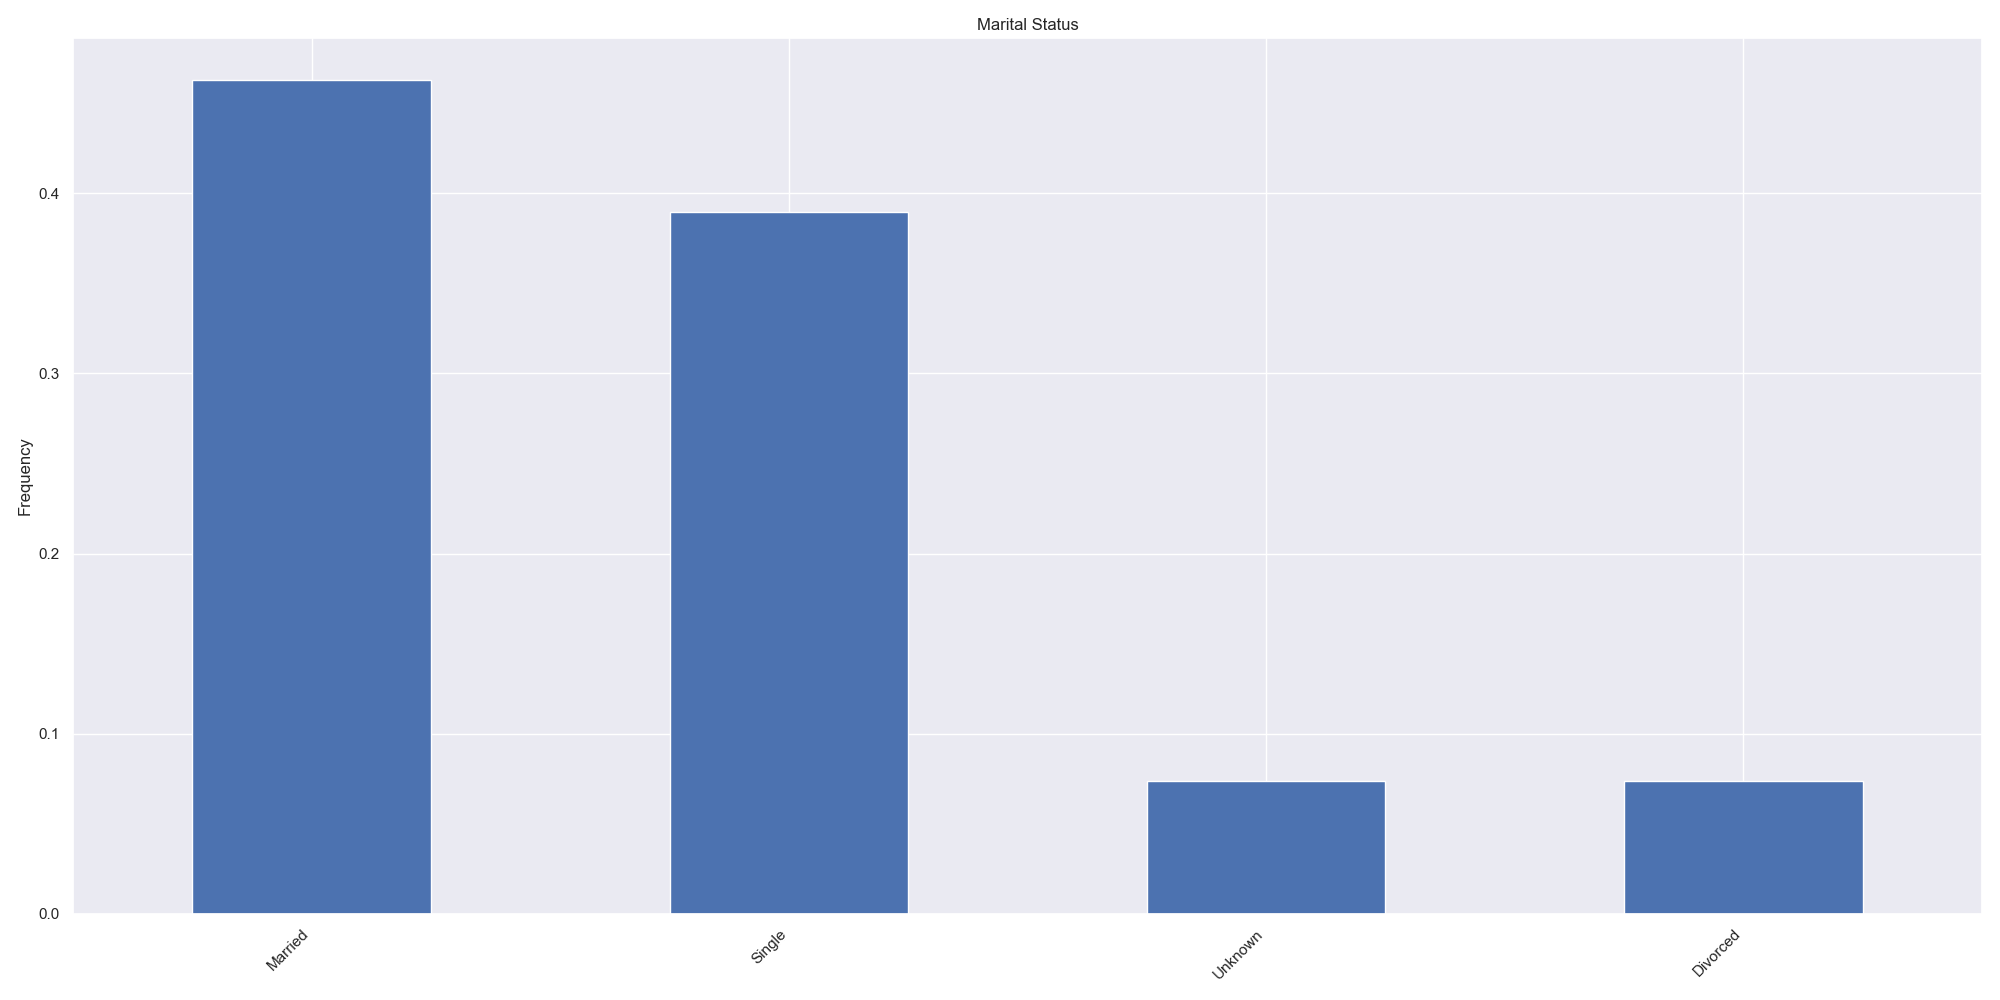 Marital Status
Frequency
0.4
0.3
0.2
0.1
0.0
Married
Single
Unknown
Divorced